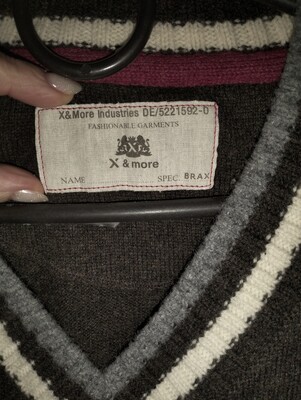 X&More Industries DE/5221592-0
FASHIONABLE GARMENTS
X
X & more
NAME SPEC BRAX